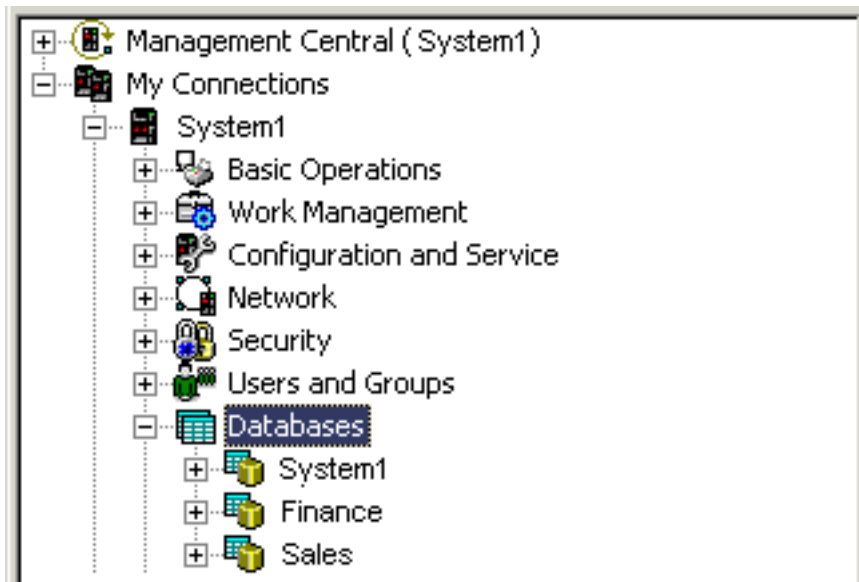 Management Central ( System1)
My Connections
System1
Basic Operations
Work Management
Configuration and Service
Network
Security
Users and Groups
Databases
System1
Finance
Sales